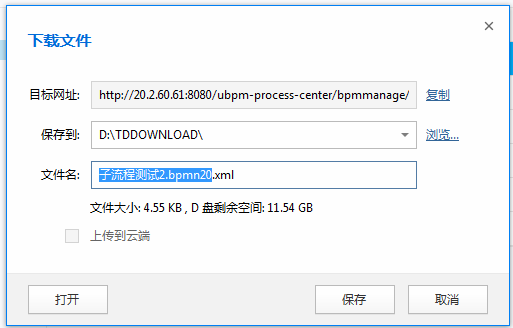 下载文件
目标网址: http://20.2.60.61:8080/ubpm-process-center/bpmmanage/ 复制
保存到: D:\TDDOWNLOAD\ 浏览...
文件名: 子流程测试2.bpmn20.xml
文件大小: 4.55 KB , D 盘剩余空间: 11.54 GB
上传到云端
打开 保存 取消